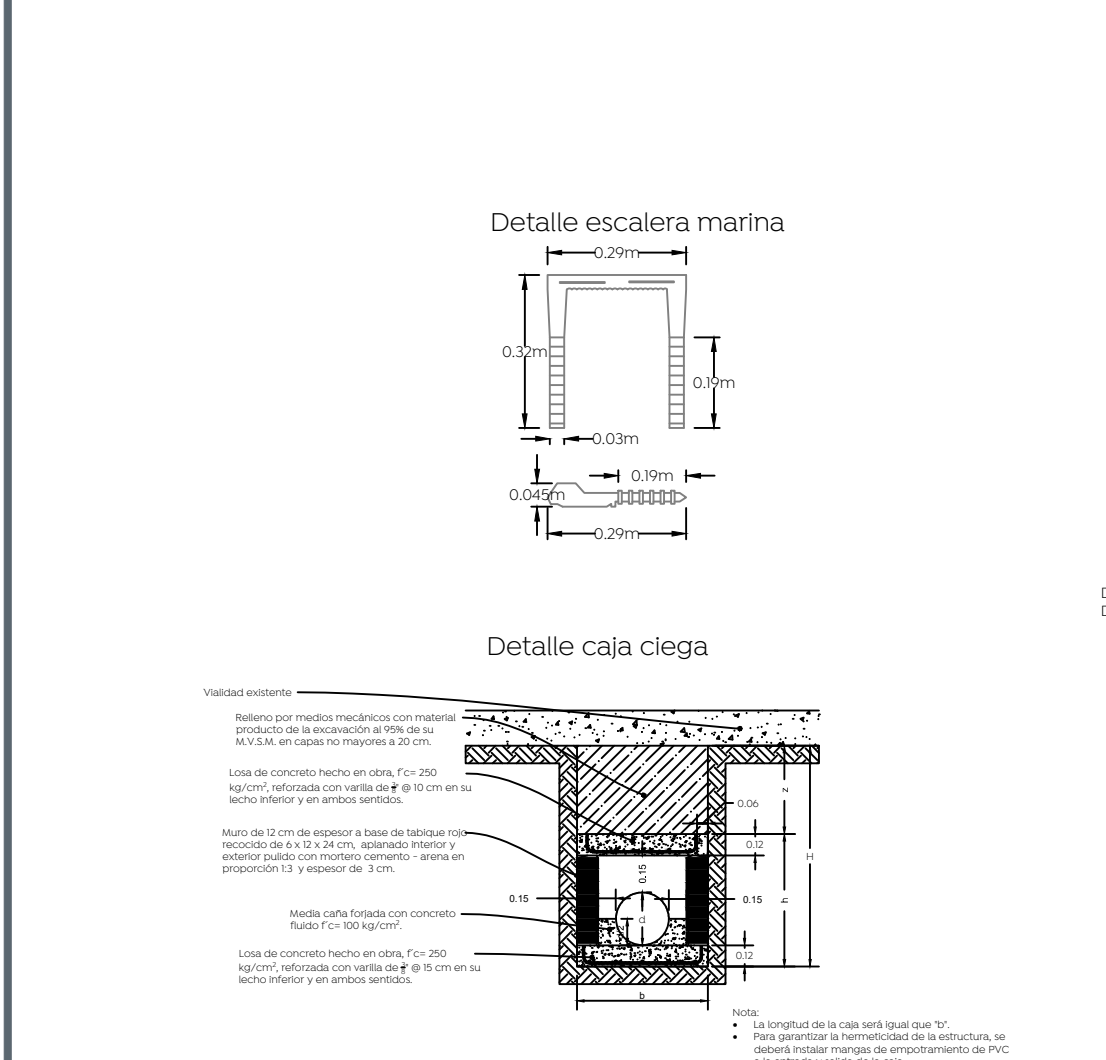 Detalle escalera marina
0.29m
0.32m
0.19m
0.03m
0.19m
0.045m
0.29m
Detalle caja ciega
Vialidad existente
Relleno por medios mecánicos con material
producto de la excavación al 95% de su
M.V.S.M. en capas no mayores a 20 cm.
Losa de concreto hecho en obra, f´c= 250
kg/cm², reforzada con varilla de @ 10 cm en su
lecho inferior y en ambos sentidos.
Muro de 12 cm de espesor a base de tabique rojo
recocido de 6 x 12 x 24 cm, aplanado interior y
exterior pulido con mortero cemento - arena en
proporción 1:3 y espesor de 3 cm.
Media caña forjada con concreto
fluido f´c= 100 kg/cm².
Losa de concreto hecho en obra, f´c= 250
kg/cm², reforzada con varilla de @ 15 cm en su
lecho inferior y en ambos sentidos.
z
0.06
0.12
H
0.15
0.15
0.15
h
d
0.12
b
Nota:
• La longitud de la caja será igual que "b".
• Para garantizar la hermeticidad de la estructura, se
deberá instalar mangas de empotramiento de PVC